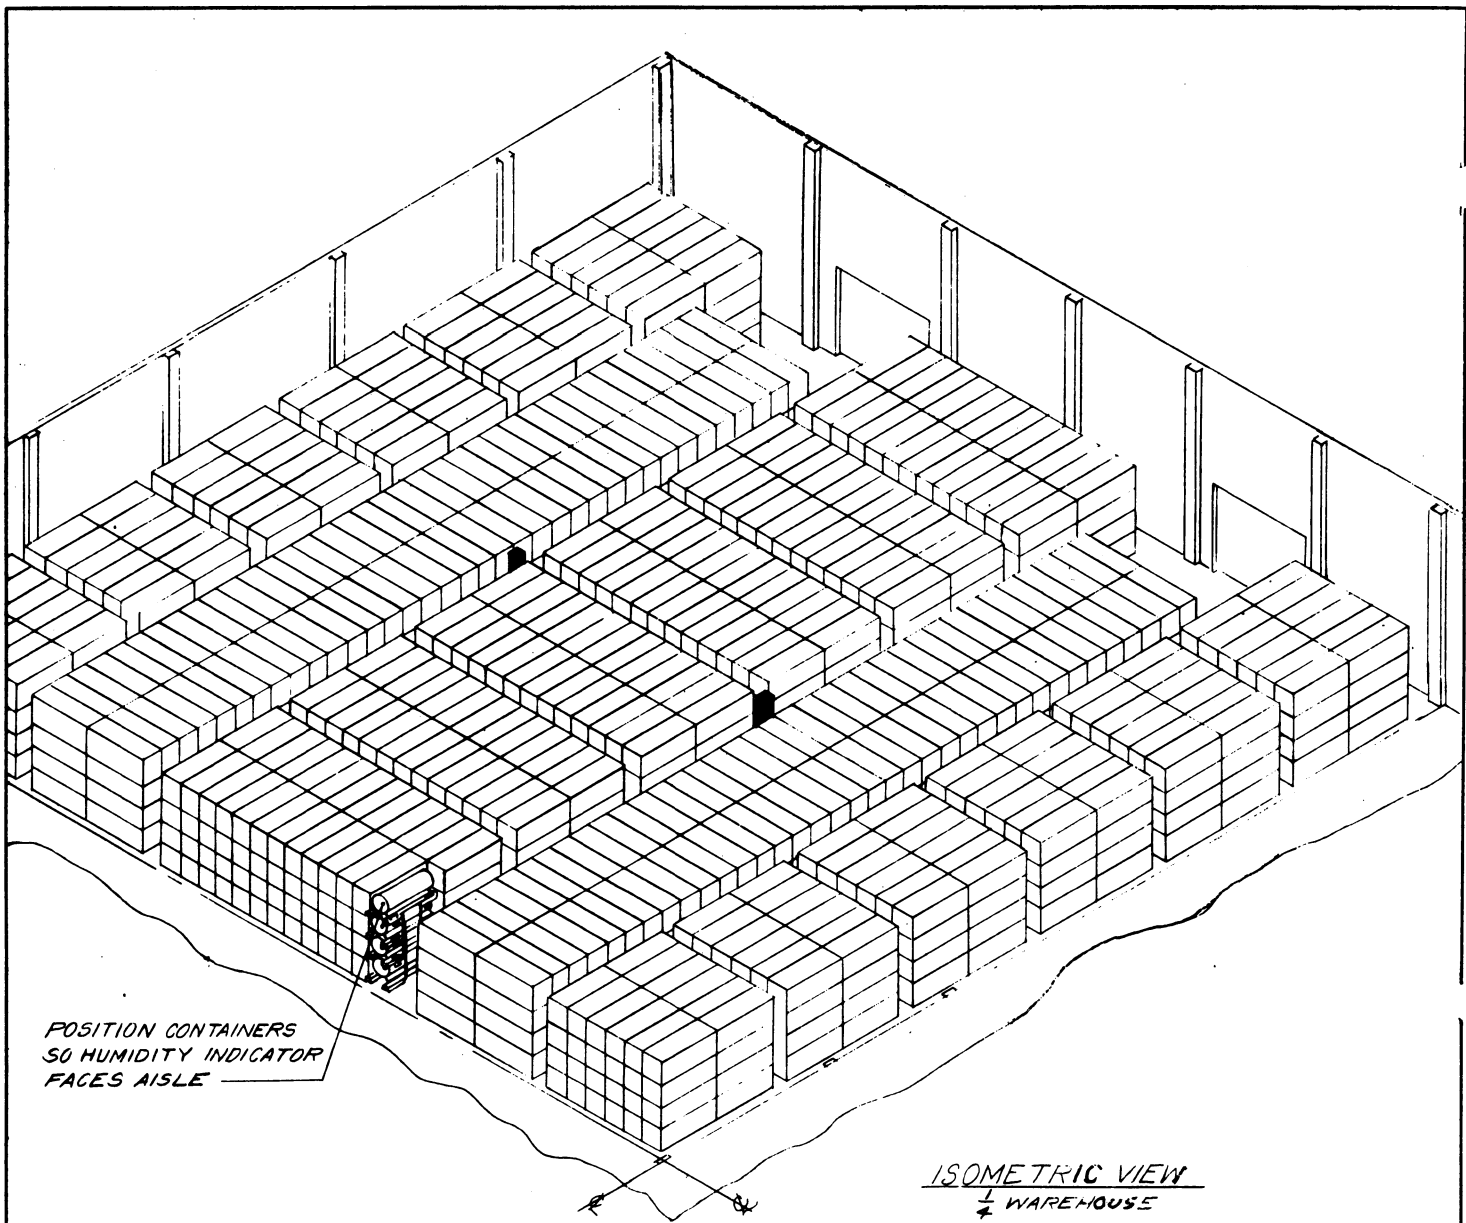 POSITION CONTAINERS
SO HUMIDITY INDICATOR
FACES AISLE
℄
℄
ISOMETRIC VIEW
1/4 WAREHOUSE